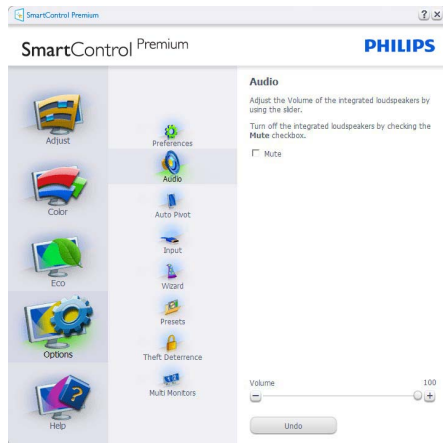 SmartControl Premium
SmartControl Premium
PHILIPS
Adjust
Color
Eco
Options
Help
Preferences
Audio
Auto Pivot
Input
Wizard
Presets
Theft Deterrence
Multi Monitors
Audio
Adjust the Volume of the integrated loudspeakers by
using the slider.
Turn off the integrated loudspeakers by checking the
Mute checkbox.
Mute
Volume 100
Undo